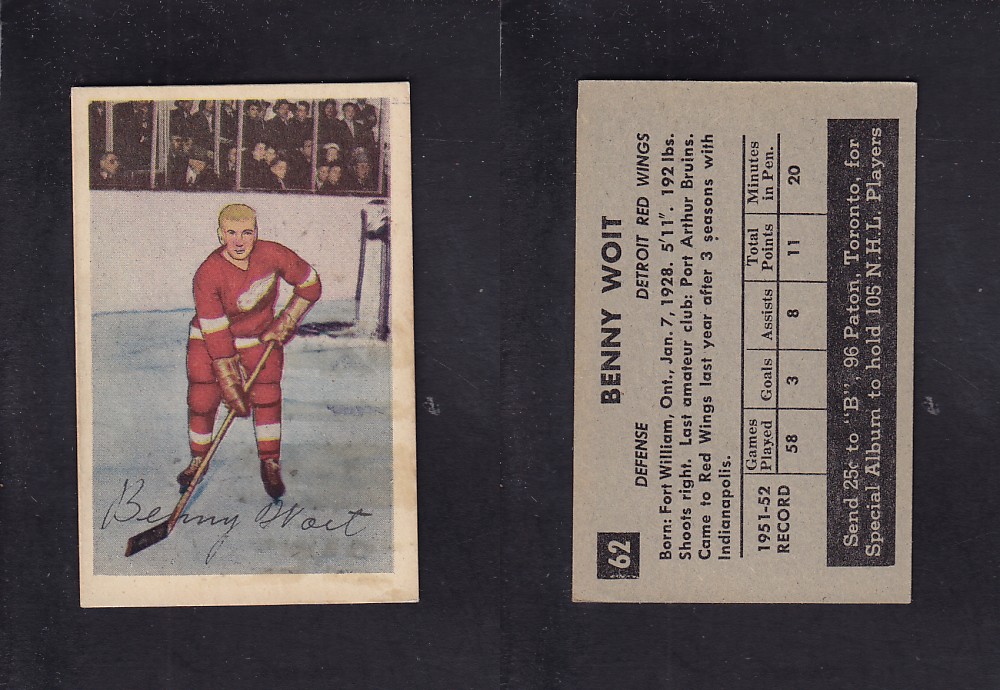 Benny Woit
62
BENNY WOIT
DEFENSE DETROIT RED WINGS
Born: Fort William, Ont., Jan. 7, 1928. 5'11". 192 lbs.
Shoots right. Last amateur club: Port Arthur Bruins.
Came to Red Wings last year after 3 seasons with
Indianapolis.
1951-52 RECORD
Games Played Goals Assists Total Points Minutes in Pen.
58 3 8 11 20
Send 25c to "B", 96 Paton, Toronto, for
Special Album to hold 105 N.H.L. Players